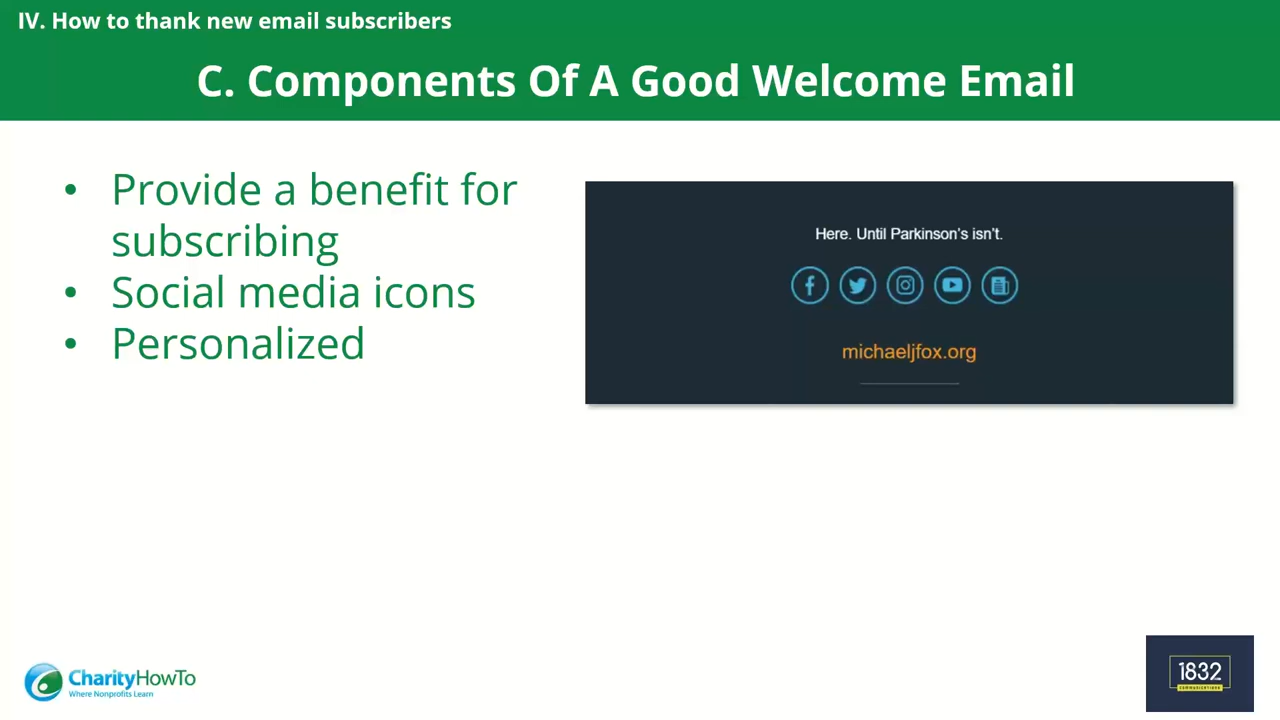 IV. How to thank new email subscribers
C. Components Of A Good Welcome Email
• Provide a benefit for
subscribing
• Social media icons
• Personalized
Here. Until Parkinson's isn't.
michaeljfox.org
CharityHowTo
Where Nonprofits Learn
1832
COMMUNICATIONS